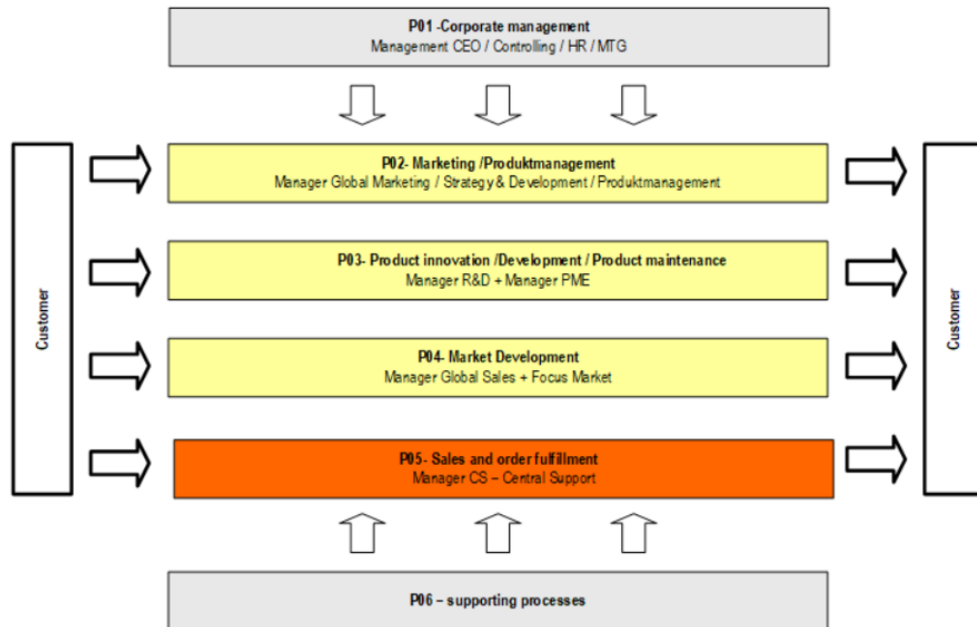 P01 -Corporate management
Management CEO / Controlling / HR / MTG
Customer
P02- Marketing /Produktmanagement
Manager Global Marketing / Strategy & Development / Produktmanagement
P03- Product innovation /Development / Product maintenance
Manager R&D + Manager PME
P04- Market Development
Manager Global Sales + Focus Market
P05- Sales and order fulfillment
Manager CS – Central Support
Customer
P06 – supporting processes